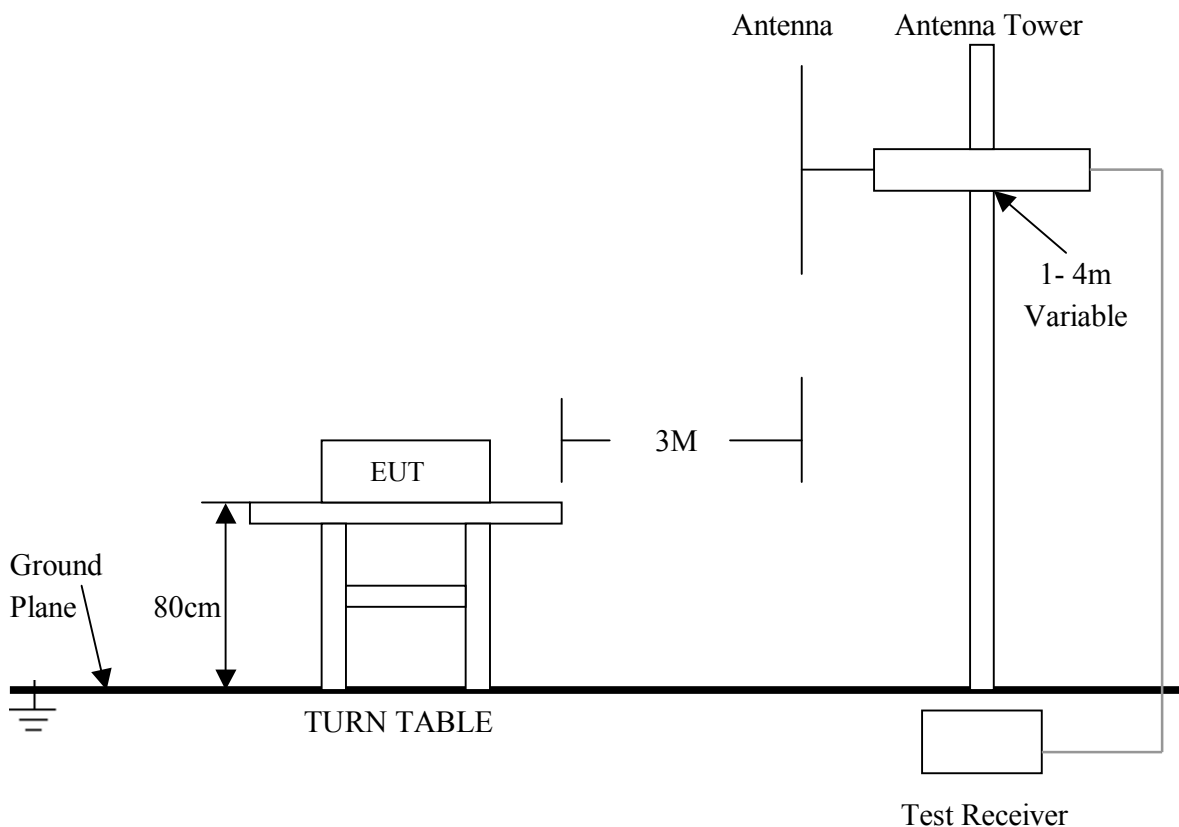 Antenna
Antenna Tower
1- 4m
Variable
3M
EUT
Ground
Plane
80cm
TURN TABLE
Test Receiver